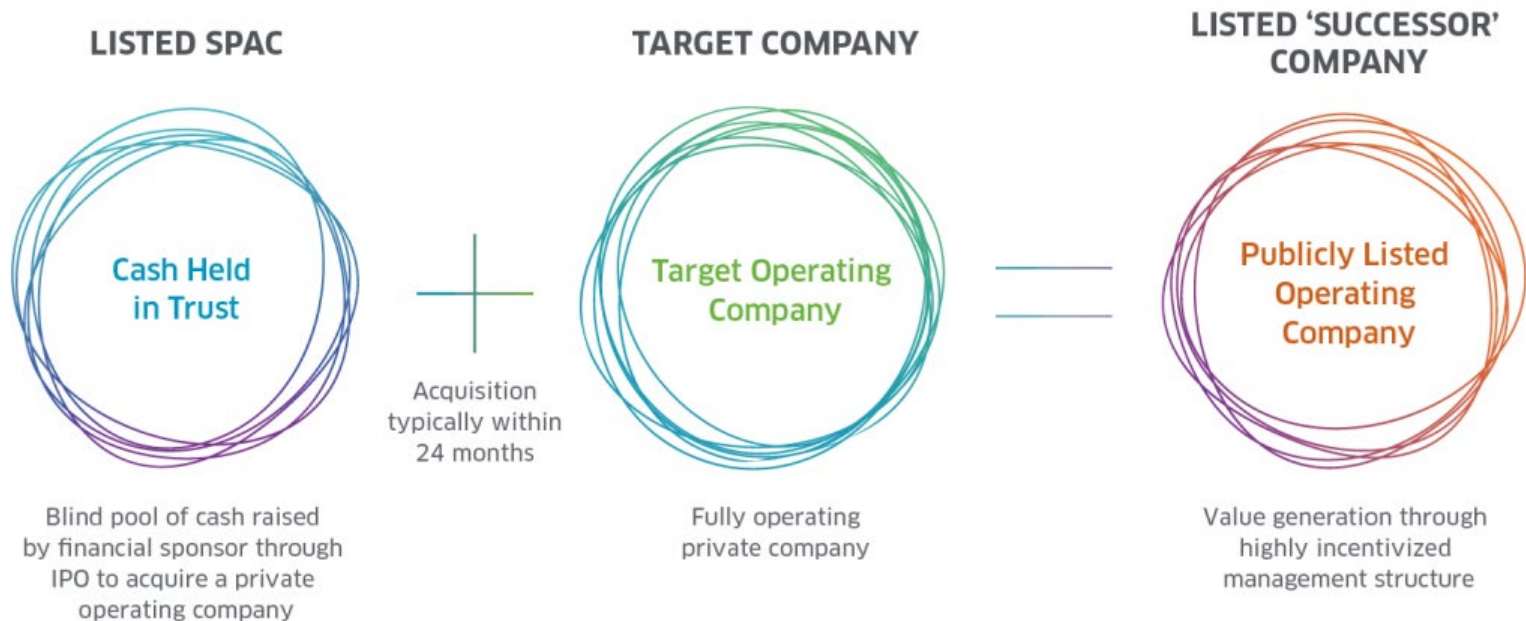 LISTED SPAC
Cash Held
in Trust
Blind pool of cash raised
by financial sponsor through
IPO to acquire a private
operating company
Acquisition
typically within
24 months
TARGET COMPANY
Target Operating
Company
Fully operating
private company
LISTED ‘SUCCESSOR’
COMPANY
Publicly Listed
Operating
Company
Value generation through
highly incentivized
management structure